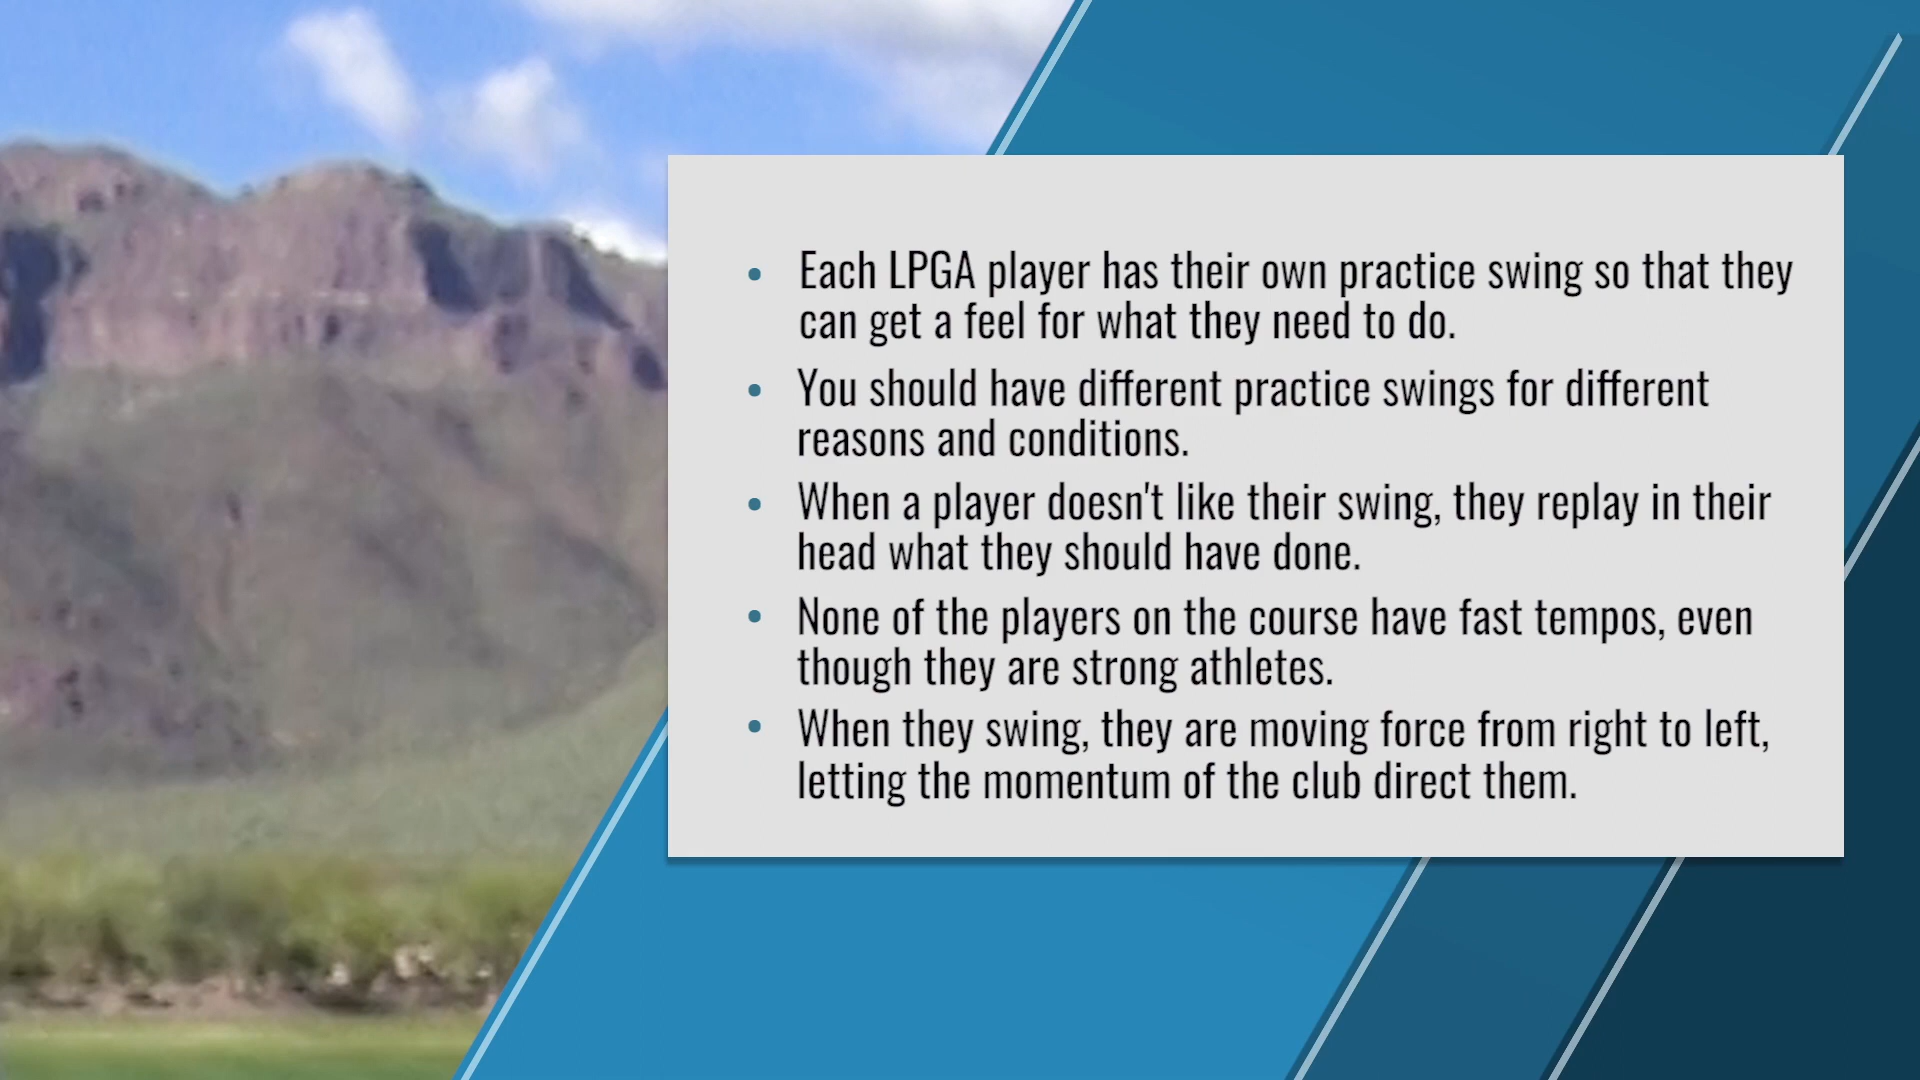 • Each LPGA player has their own practice swing so that they
can get a feel for what they need to do.
• You should have different practice swings for different
reasons and conditions.
• When a player doesn't like their swing, they replay in their
head what they should have done.
• None of the players on the course have fast tempos, even
though they are strong athletes.
• When they swing, they are moving force from right to left,
letting the momentum of the club direct them.